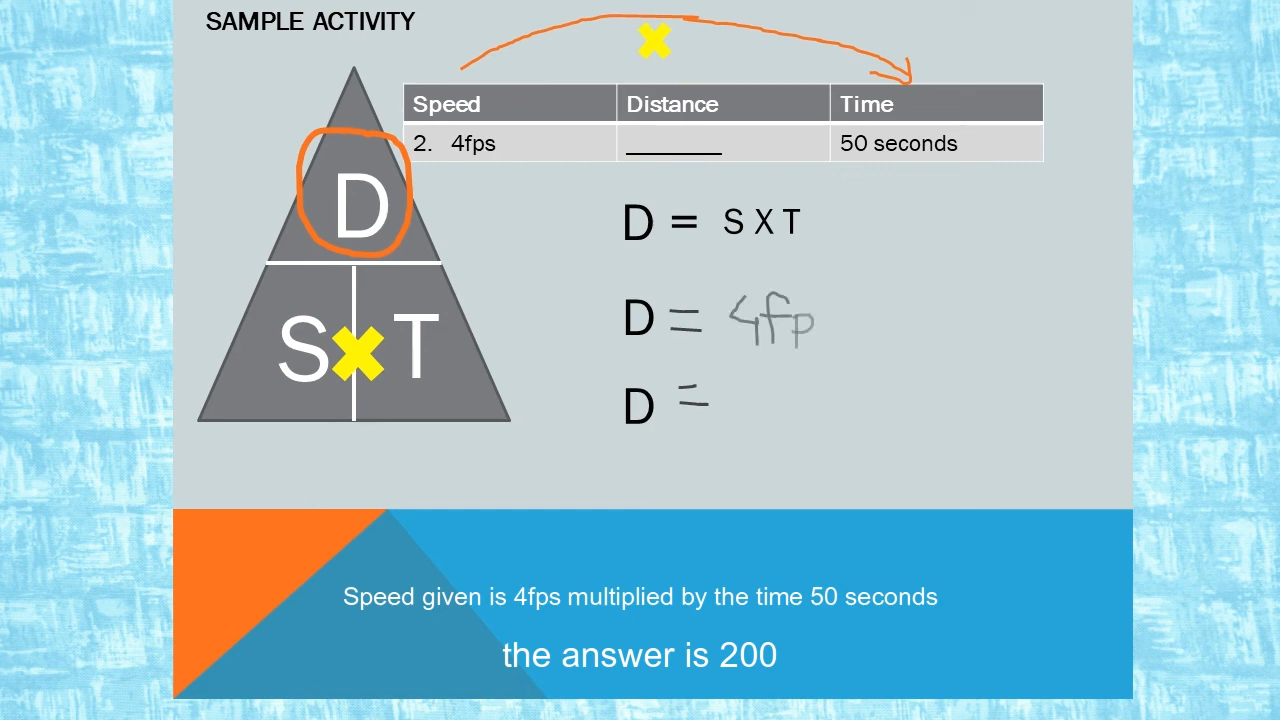 SAMPLE ACTIVITY
Speed Distance Time
2. 4fps ________ 50 seconds
D
S T
D = S X T
D = 4fp
D =
Speed given is 4fps multiplied by the time 50 seconds
the answer is 200